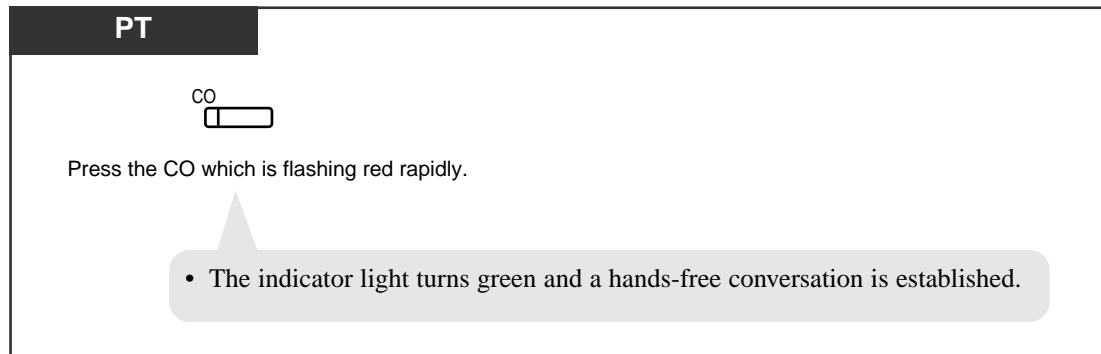 PT
CO
Press the CO which is flashing red rapidly.
• The indicator light turns green and a hands-free conversation is established.